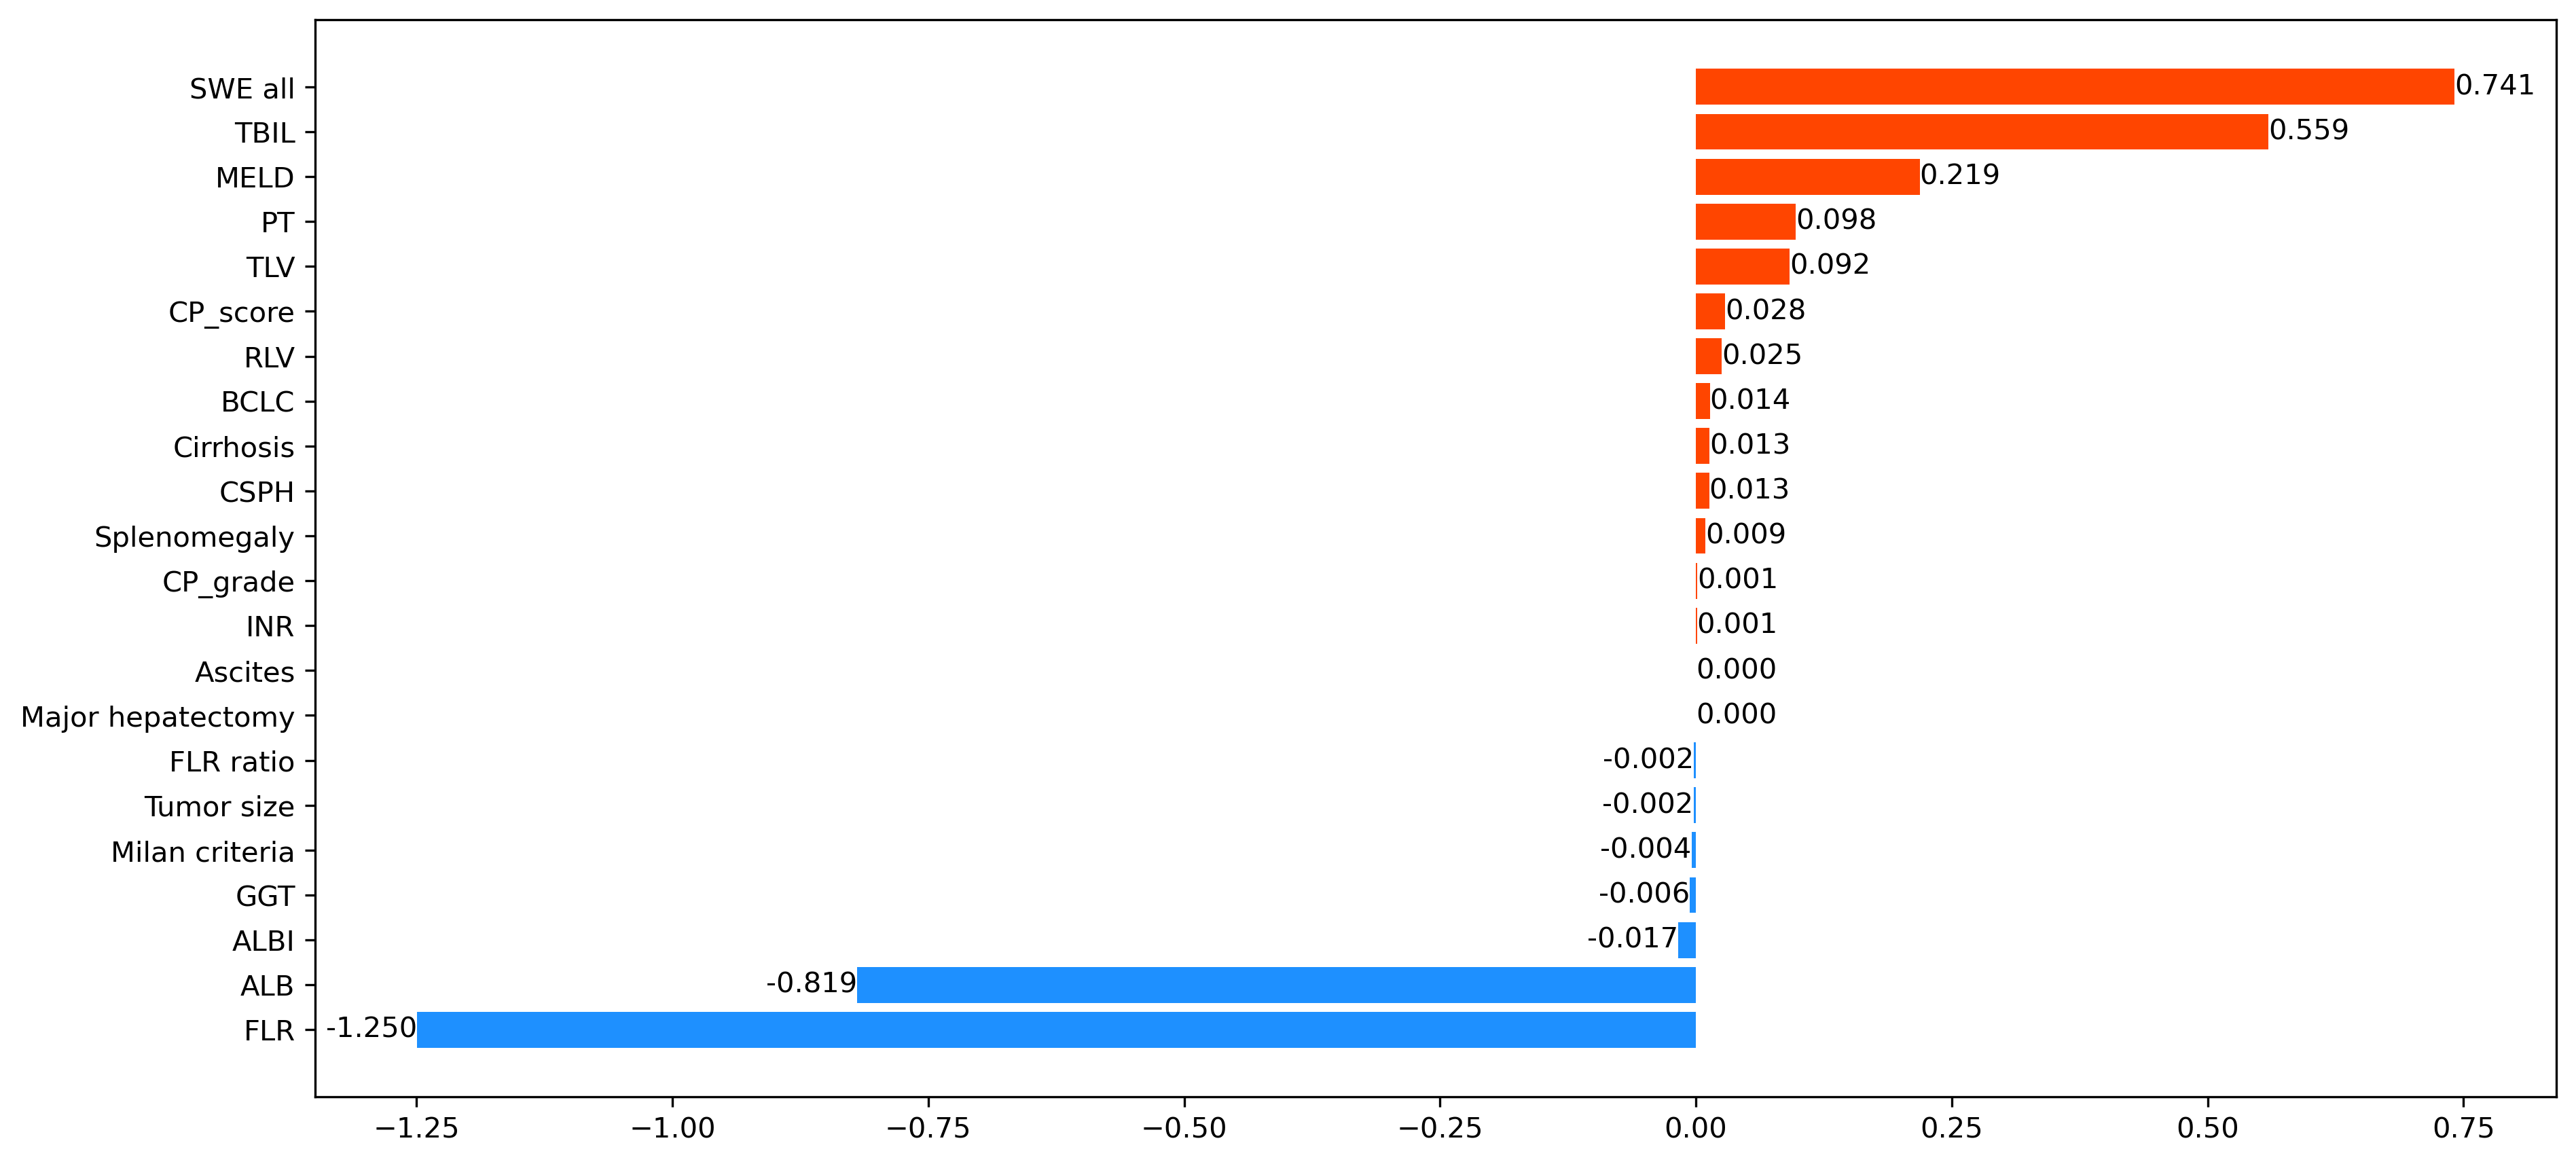 SWE all 0.741
TBIL 0.559
MELD 0.219
PT 0.098
TLV 0.092
CP_score 0.028
RLV 0.025
BCLC 0.014
Cirrhosis 0.013
CSPH 0.013
Splenomegaly 0.009
CP_grade 0.001
INR 0.001
Ascites 0.000
Major hepatectomy 0.000
FLR ratio -0.002
Tumor size -0.002
Milan criteria -0.004
GGT -0.006
ALBI -0.017
ALB -0.819
FLR -1.250
−1.25 −1.00 −0.75 −0.50 −0.25 0.00 0.25 0.50 0.75